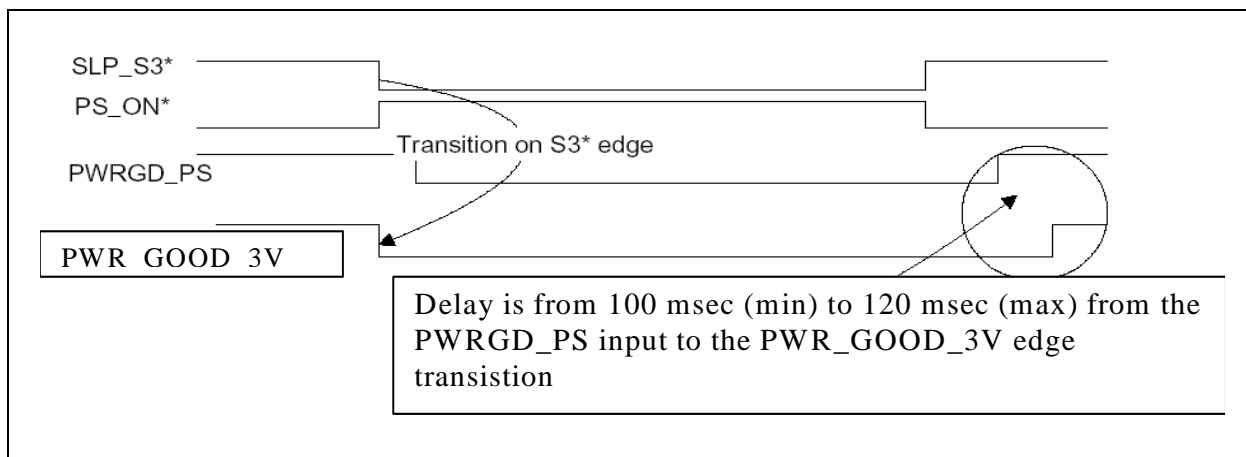 SLP_S3*
PS_ON*
Transition on S3* edge
PWRGD_PS
PWR GOOD 3V
Delay is from 100 msec (min) to 120 msec (max) from the
PWRGD_PS input to the PWR_GOOD_3V edge
transistion